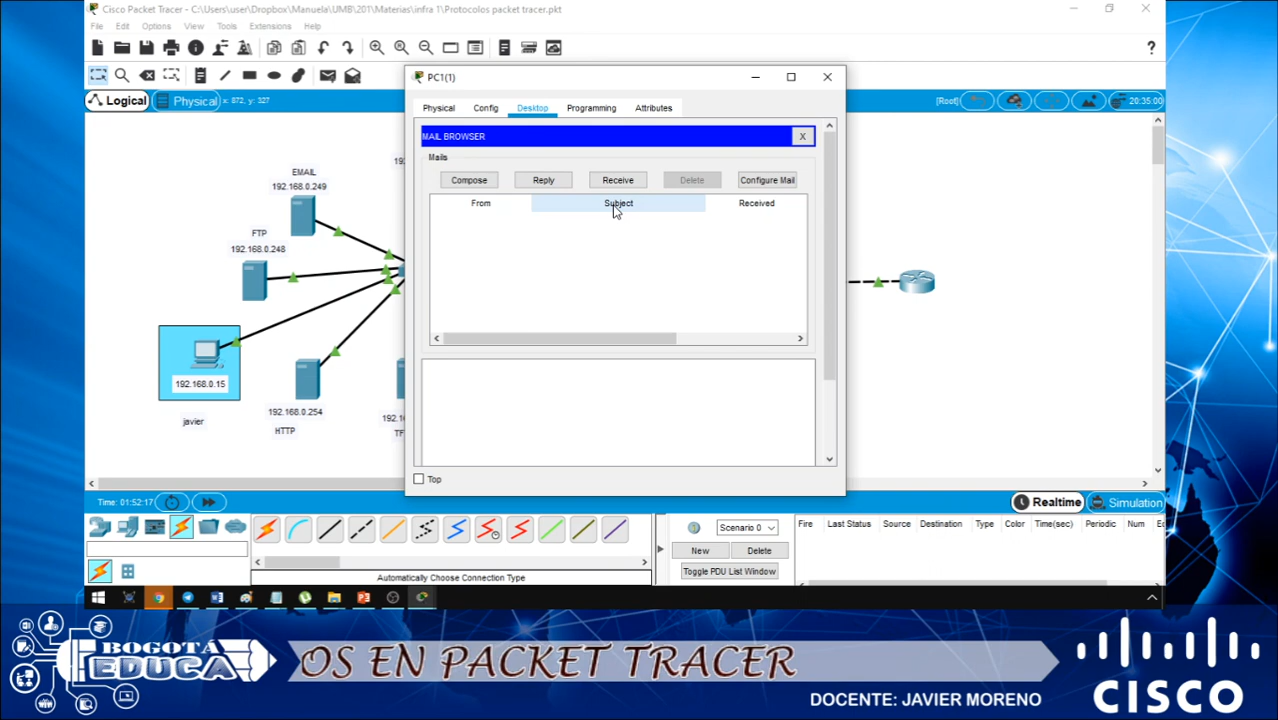 Cisco Packet Tracer - C:\Users\user\Dropbox\Manuela\UMB\201\Materias\infra 1\Protocolos packet tracer.pkt
File Edit Options View Tools Extensions Help
?
Logical Physical x: 872, y: 327
[Root] 20:35:00
PC1(1)
Physical Config Desktop Programming Attributes
MAIL BROWSER X
Mails
Compose Reply Receive Delete Configure Mail
From Subject Received
Top
EMAIL
192.168.0.249
FTP
192.168.0.248
192.168.0.15
javier
192.168.0.254
HTTP
Time: 01:52:17
Realtime Simulation
Scenario 0
New Delete
Toggle PDU List Window
Fire Last Status Source Destination Type Color Time(sec) Periodic Num
Automatically Choose Connection Type
BOGOTÁ
EDUCA
OS EN PACKET TRACER
DOCENTE: JAVIER MORENO
CISCO